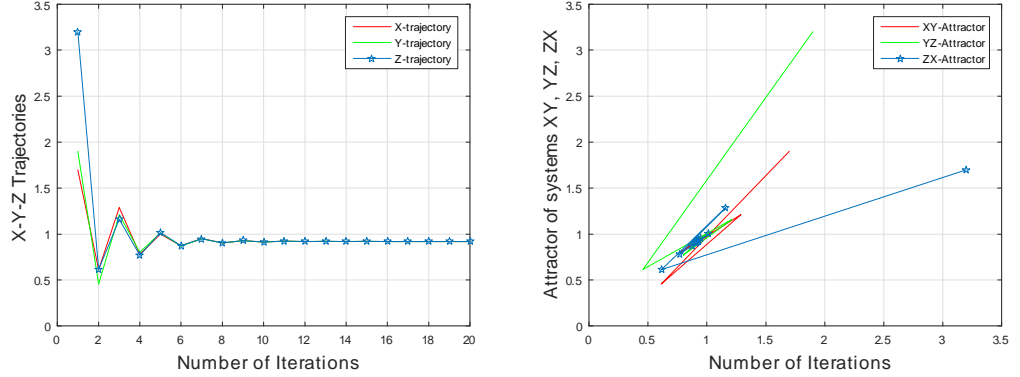 X-Y-Z Trajectories
3.5
3
2.5
2
1.5
1
0.5
0
0 2 4 6 8 10 12 14 16 18 20
Number of Iterations
X-trajectory
Y-trajectory
Z-trajectory
Attractor of systems XY, YZ, ZX
3.5
3
2.5
2
1.5
1
0.5
0
0 0.5 1 1.5 2 2.5 3 3.5
Number of Iterations
XY-Attractor
YZ-Attractor
ZX-Attractor